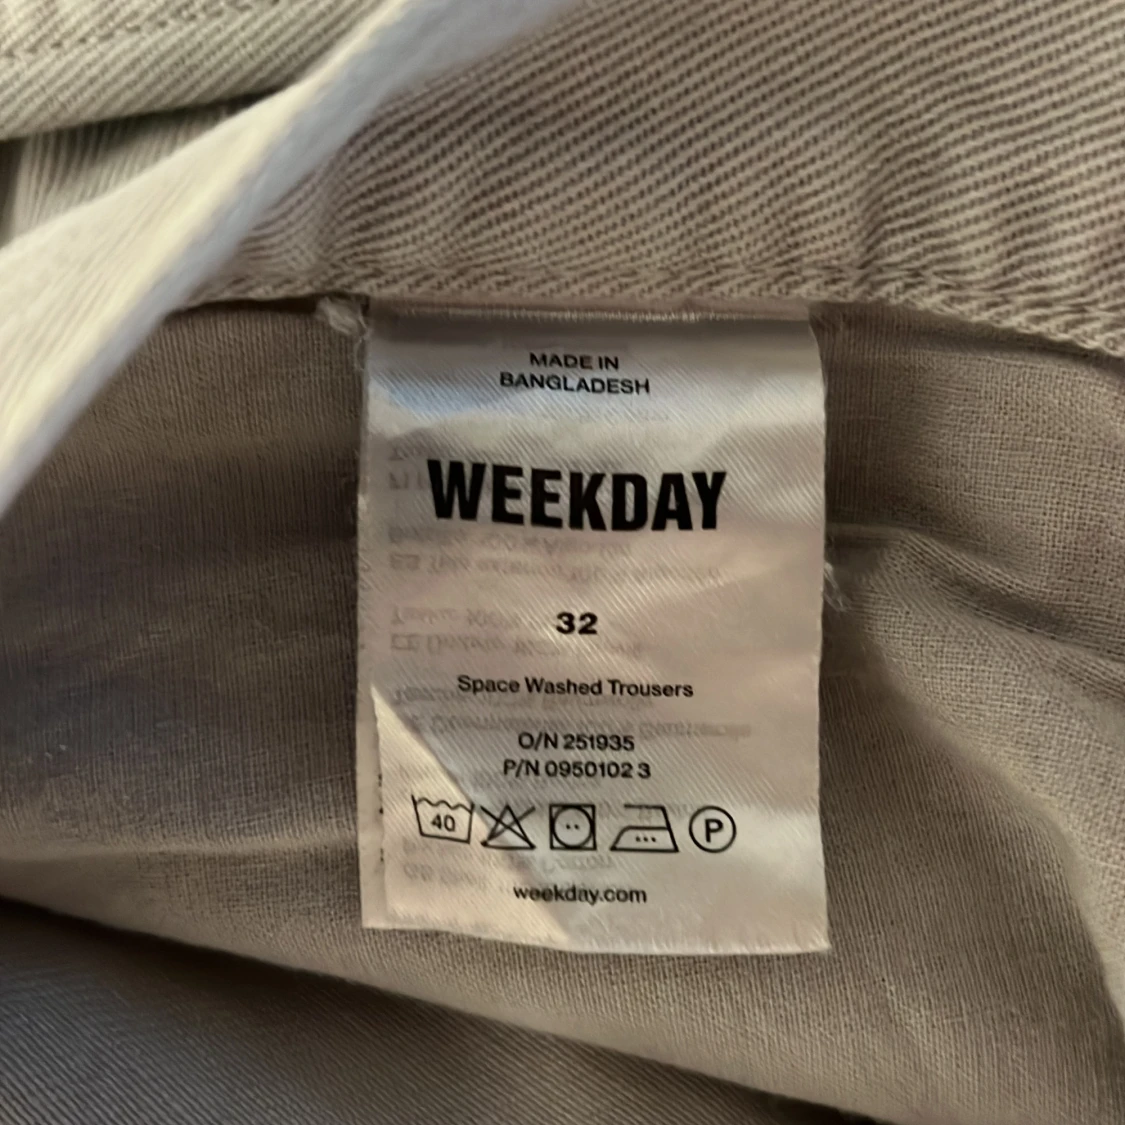 MADE IN
BANGLADESH
WEEKDAY
32
Space Washed Trousers
O/N 251935
P/N 0950102 3
40
P
weekday.com